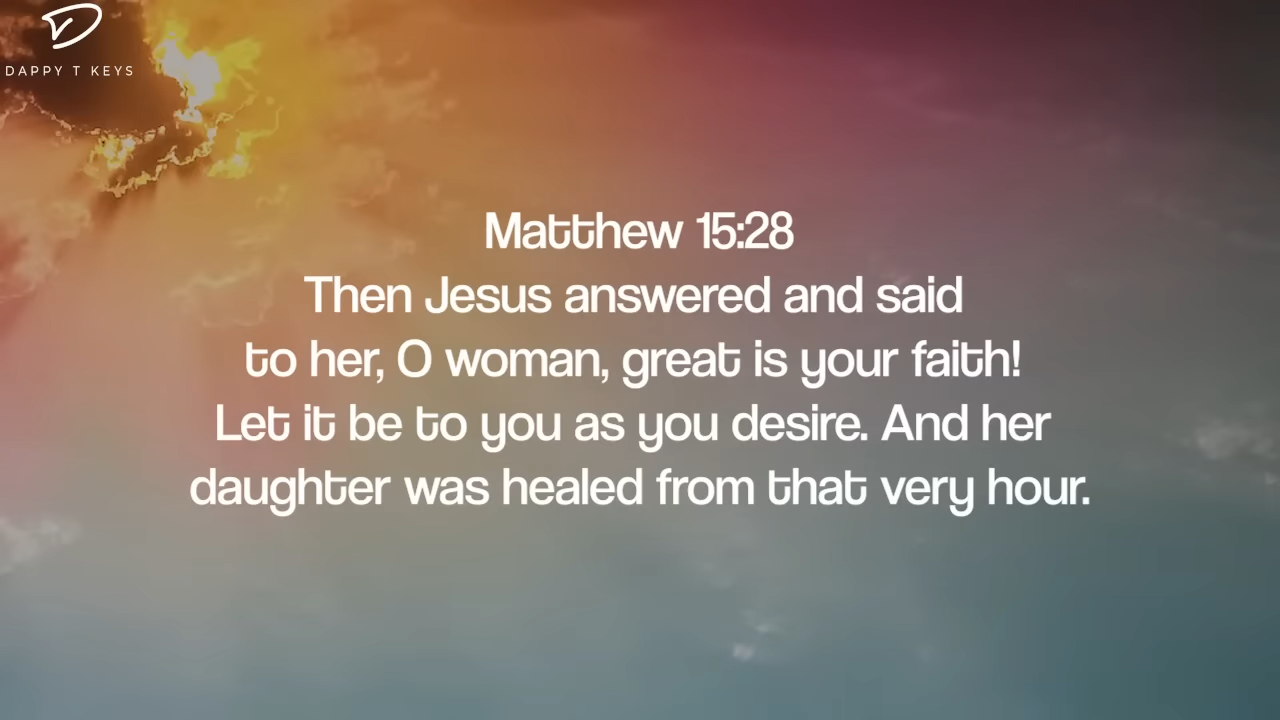 DAPPY T KEYS
Matthew 15:28
Then Jesus answered and said
to her, O woman, great is your faith!
Let it be to you as you desire. And her
daughter was healed from that very hour.